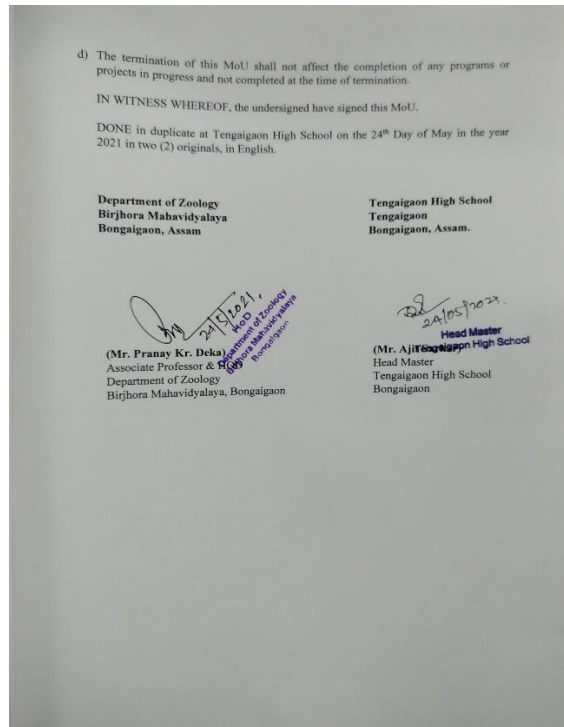 d) The termination of this MoU shall not affect the completion of any programs or
projects in progress and not completed at the time of termination.
IN WITNESS WHEREOF, the undersigned have signed this MoU.
DONE in duplicate at Tengaigaon High School on the 24th Day of May in the year
2021 in two (2) originals, in English.
Department of Zoology
Birjhora Mahavidyalaya
Bongaigaon, Assam
Tengaigaon High School
Tengaigaon
Bongaigaon, Assam.
24/5/2021,
HoD
Department of Zoology
Birjhora Mahavidyalaya
Bongaigaon
(Mr. Pranay Kr. Deka)
Associate Professor & HOD
Department of Zoology
Birjhora Mahavidyalaya, Bongaigaon
24/05/2021.
Head Master
Tengaigaon High School
(Mr. Ajit
Head Master
Tengaigaon High School
Bongaigaon